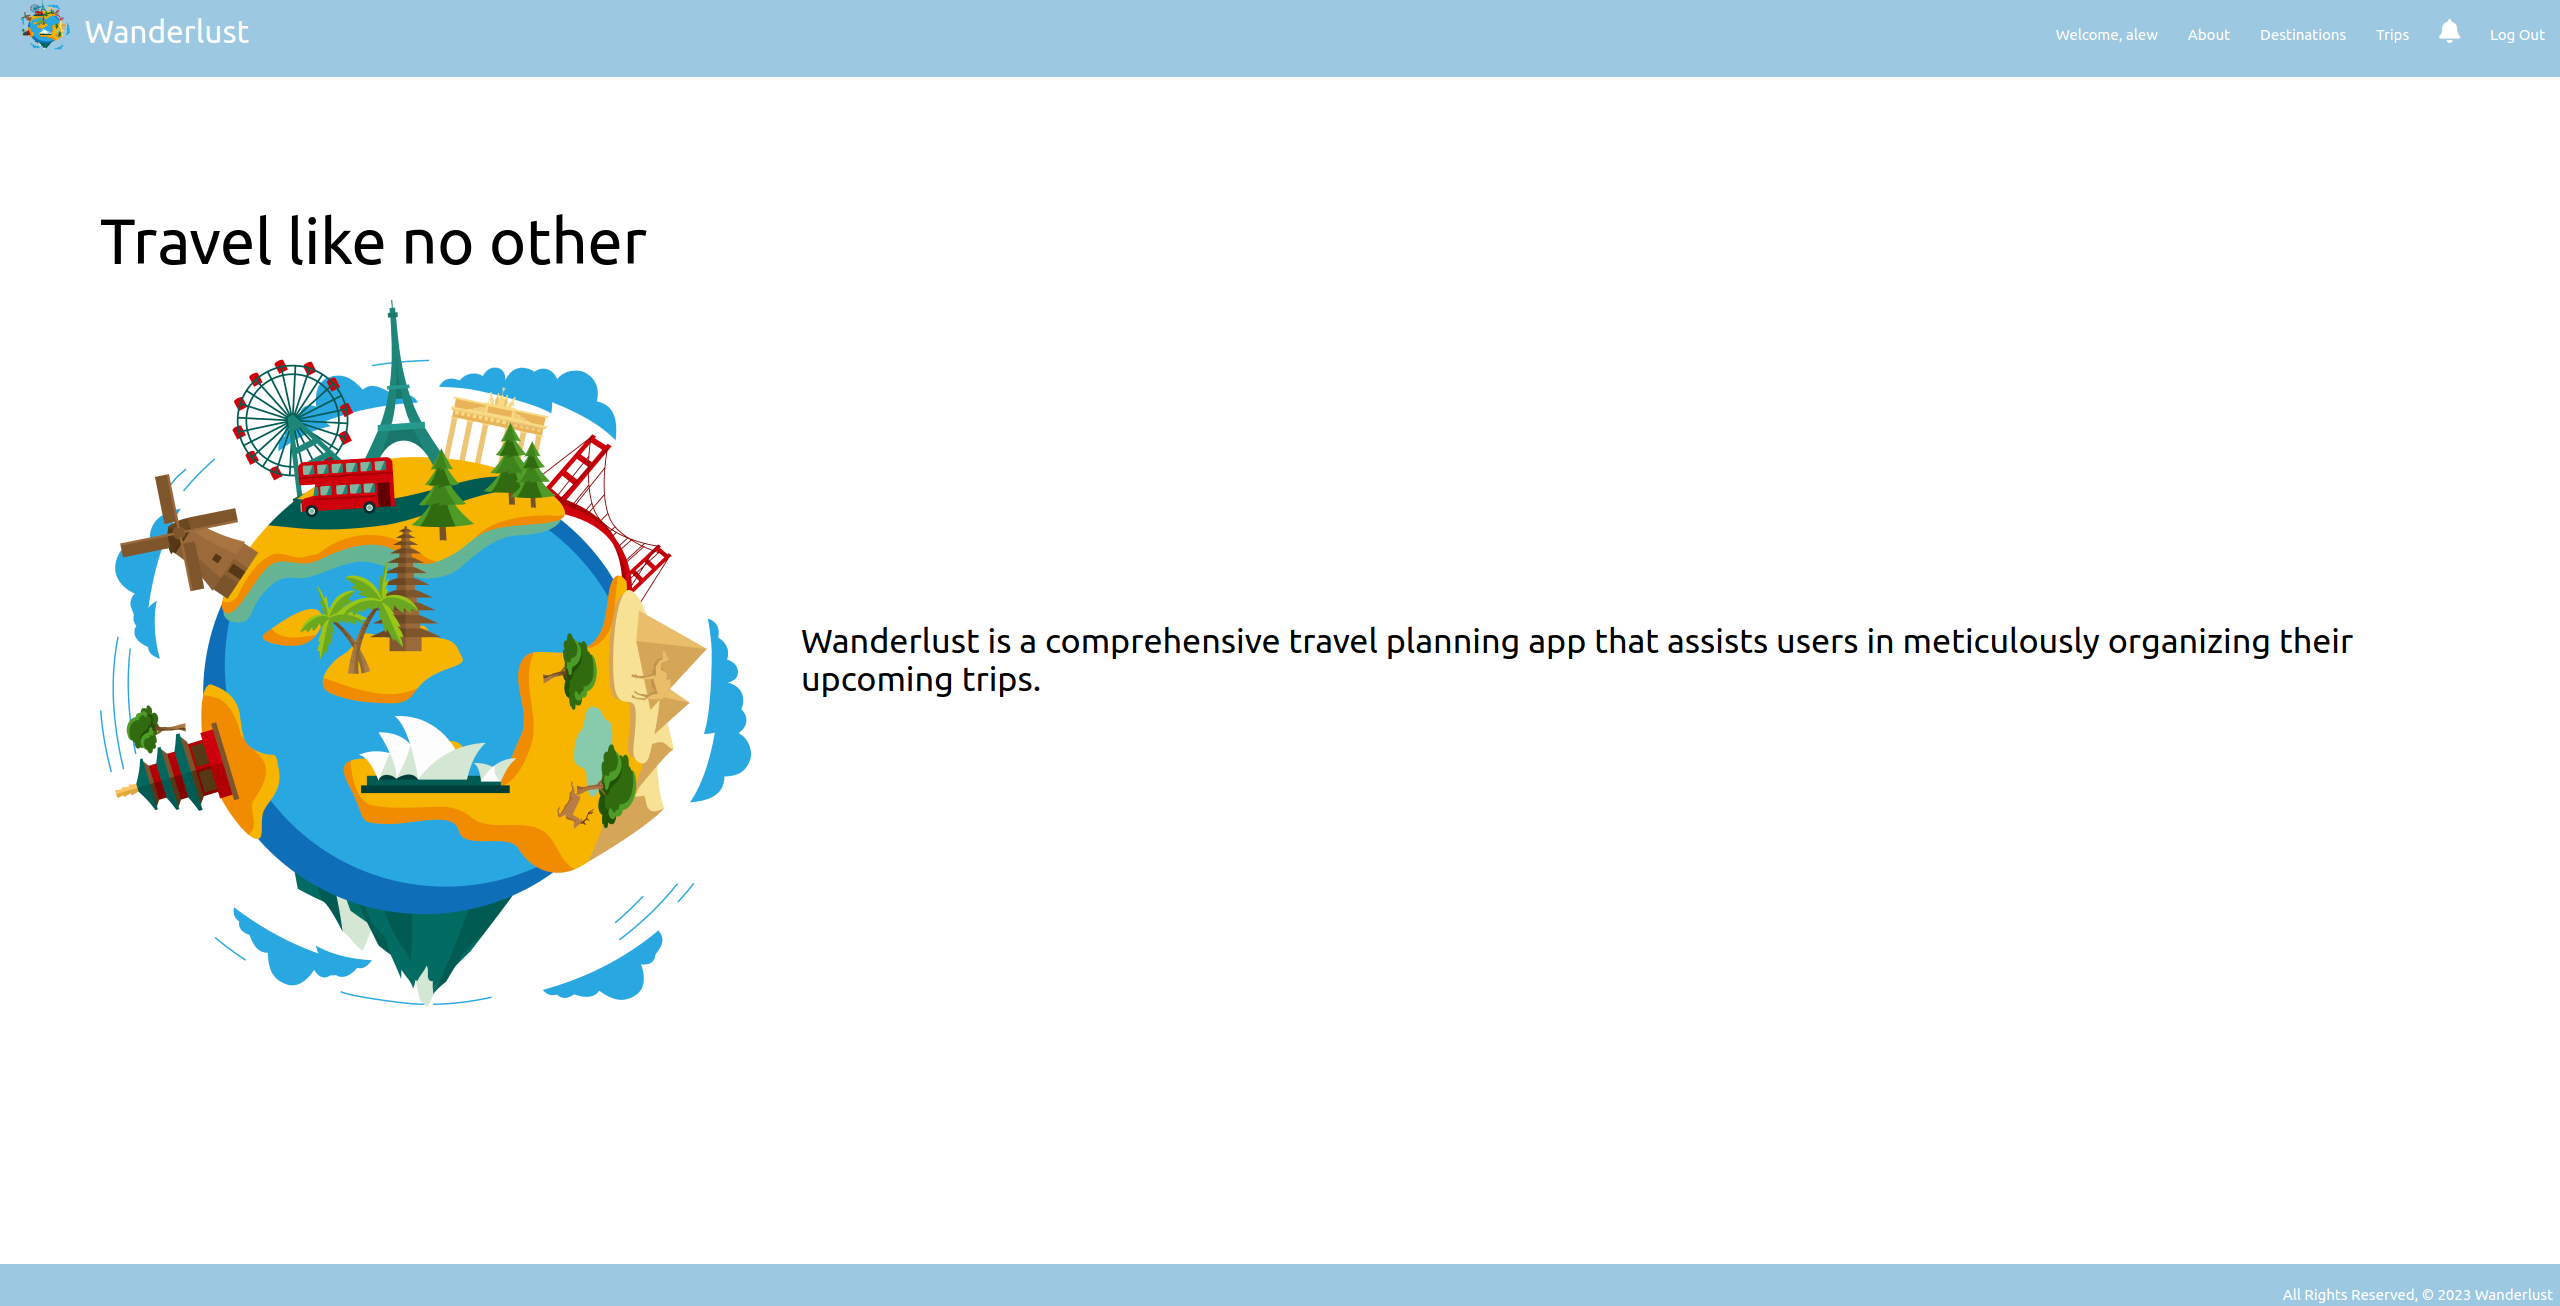 Wanderlust
Welcome, alew About Destinations Trips Log Out
Travel like no other
Wanderlust is a comprehensive travel planning app that assists users in meticulously organizing their
upcoming trips.
All Rights Reserved, © 2023 Wanderlust